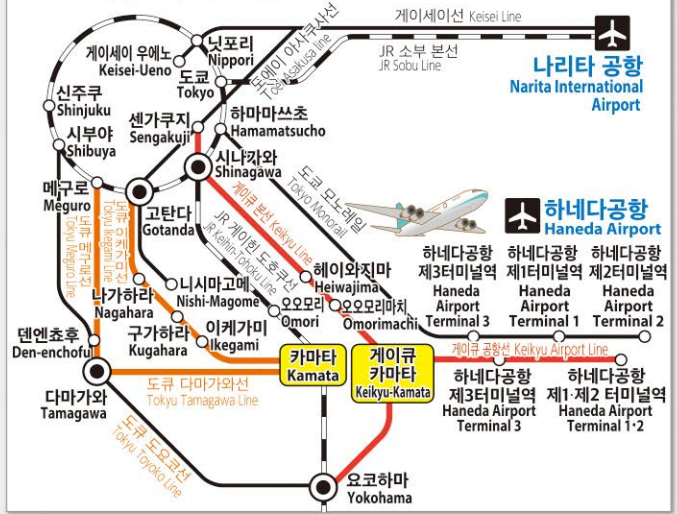 게이세이선 Keisei Line
JR 소부 본선
JR Sobu Line
나리타 공항
Narita International
Airport
도에이 아사쿠사선
Toei Asakusa line
게이세이 우에노
Keisei-Ueno
닛포리
Nippori
도쿄
Tokyo
신주쿠
Shinjuku
센가쿠지
Sengakuji
하마마쓰초
Hamamatsucho
시부야
Shibuya
시나가와
Shinagawa
메구로
Meguro
고탄다
Gotanda
도큐 메구로선
Tokyu Meguro Line
도큐 이케가미선
Tokyu Ikegami Line
JR 게이힌 도호쿠선
JR Keihin-Tohoku Line
게이큐 본선 Keikyu Line
도쿄 모노레일
Tokyo Monorail
하네다공항
Haneda Airport
하네다공항
제3터미널역
Haneda
Airport
Terminal 3
하네다공항
제1터미널역
Haneda
Airport
Terminal 1
하네다공항
제2터미널역
Haneda
Airport
Terminal 2
헤이와지마
Heiwajima
니시마고메
Nishi-Magome
나가하라
Nagahara
오오모리
Omori
오오모리마치
Omorimachi
구가하라
Kugahara
이케가미
Ikegami
덴엔쵸후
Den-enchofu
카마타
Kamata
게이큐
카마타
Keikyu-Kamata
게이큐 공항선 Keikyu Airport Line
하네다공항
제3터미널역
Haneda Airport
Terminal 3
하네다공항
제1·제2 터미널역
Haneda Airport
Terminal 1·2
다마가와
Tamagawa
도큐 다마가와선
Tokyu Tamagawa Line
도큐 도요코선
Tokyu Toyoko Line
요코하마
Yokohama